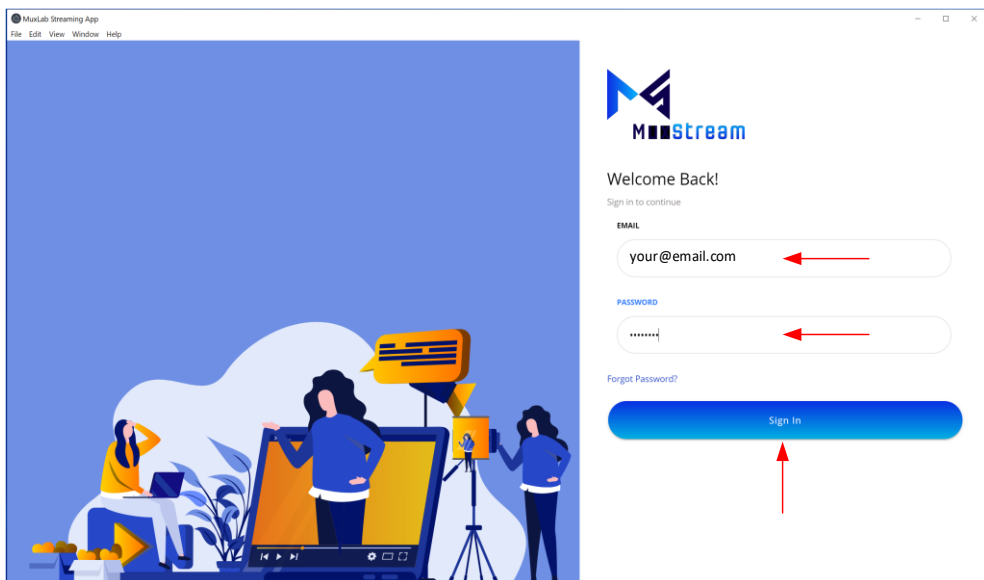 MuxLab Streaming App
File Edit View Window Help
MuxStream
Welcome Back!
Sign in to continue
EMAIL
your@email.com
PASSWORD
••••••••
Forgot Password?
Sign In